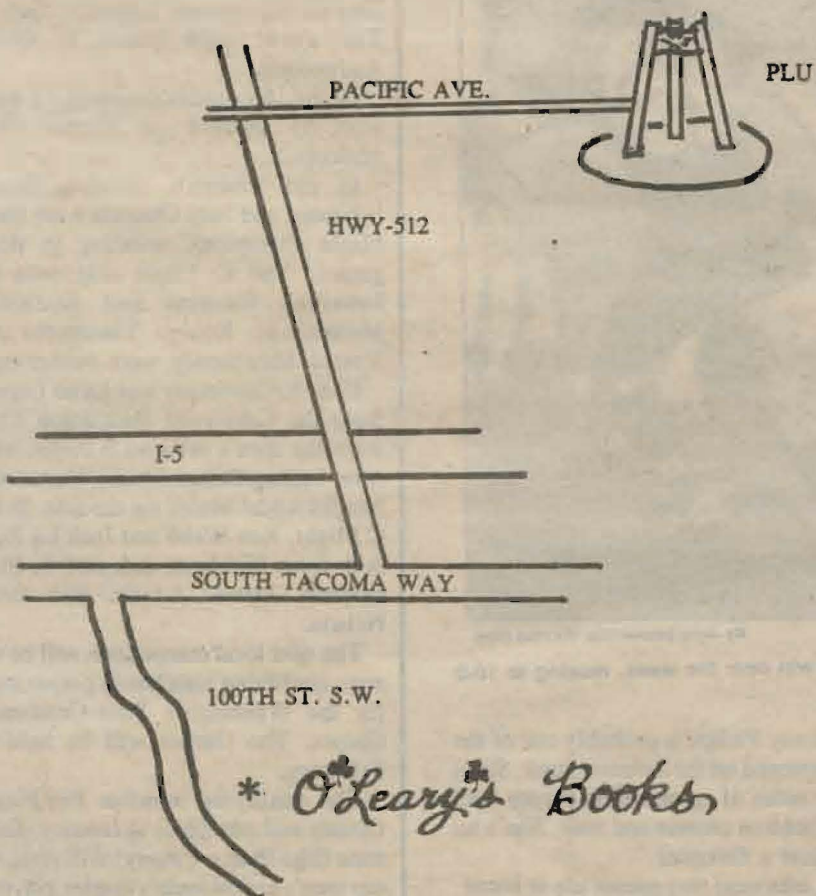 PLU
PACIFIC AVE.
HWY-512
I-5
SOUTH TACOMA WAY
100TH ST. S.W.
* O'Leary's Books